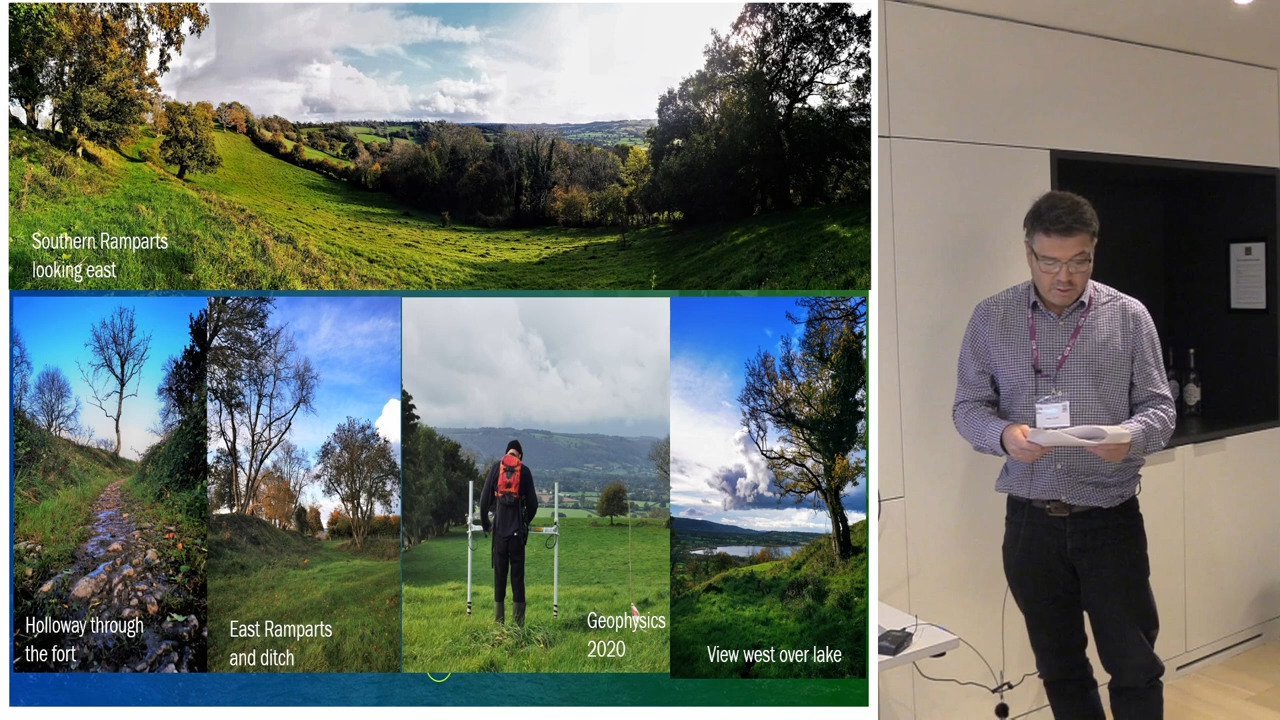 Southern Ramparts
looking east
Holloway through
the fort
East Ramparts
and ditch
Geophysics
2020
View west over lake